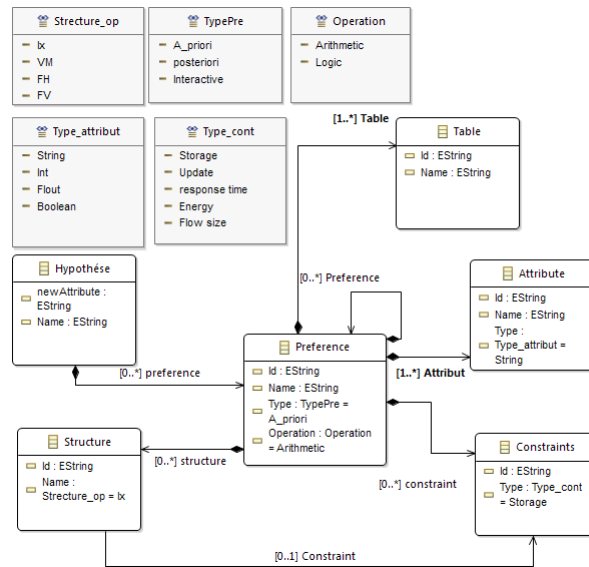 Strecture_op
Ix
VM
FH
FV
TypePre
A_priori
posteriori
Interactive
Operation
Arithmetic
Logic
Type_attribut
String
Int
Flout
Boolean
Type_cont
Storage
Update
response time
Energy
Flow size
[1..*] Table
Table
Id : EString
Name : EString
Hypothése
newAttribute :
EString
Name : EString
[0..*] Preference
Attribute
Id : EString
Name : EString
Type :
Type_attribut =
String
[0..*] preference
Preference
Id : EString
Name : EString
Type : TypePre =
A_priori
Operation : Operation
= Arithmetic
[1..*] Attribut
Structure
Id : EString
Name :
Strecture_op = Ix
[0..*] structure
[0..*] constraint
Constraints
Id : EString
Type : Type_cont
= Storage
[0..1] Constraint